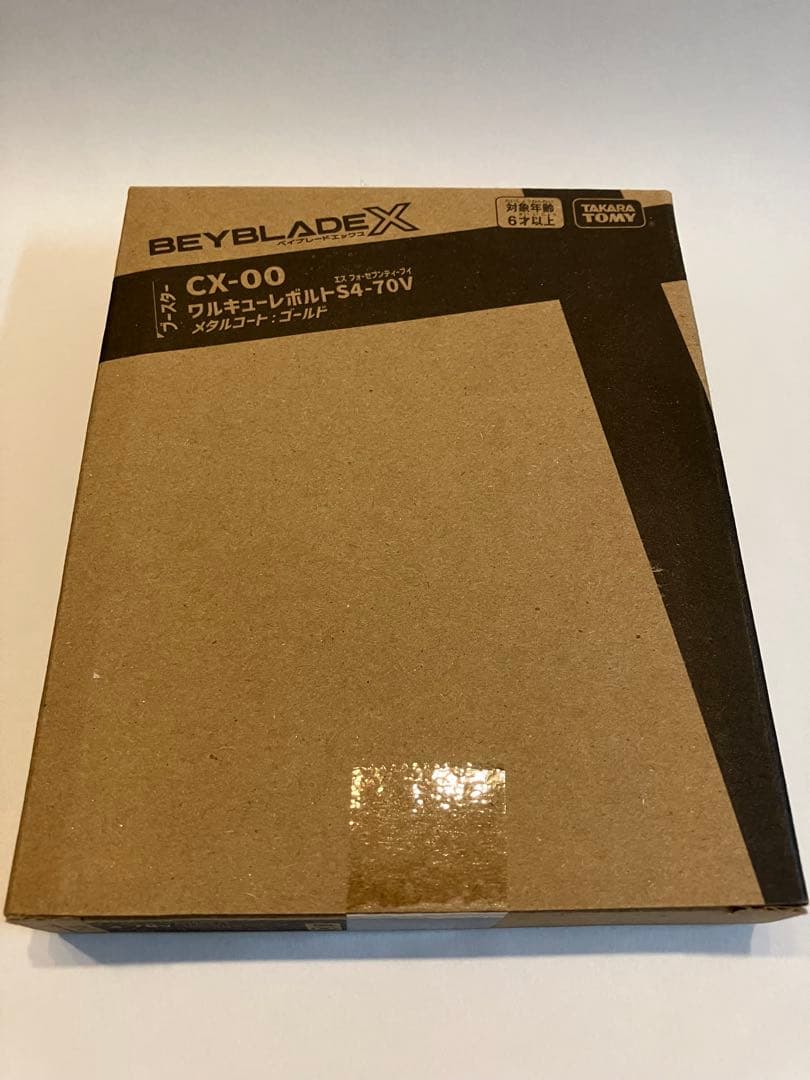 BEYBLADE X
ベイブレードエックス
対象年齢
6才以上
TAKARA
TOMY
ブースター
CX-00
エス フォーセブンティーブイ
ワルキューレボルトS4-70V
メタルコート：ゴールド